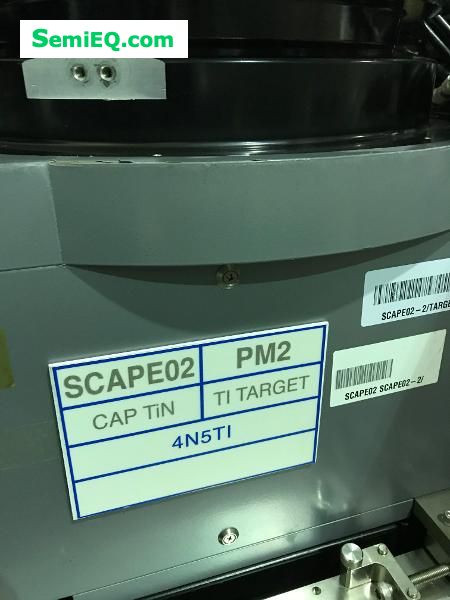 SemiEQ.com
SCAPE02-2/TARGE
SCAPE02 SCAPE02-2/
SCAPE02 PM2
CAP TiN TI TARGET
4N5TI